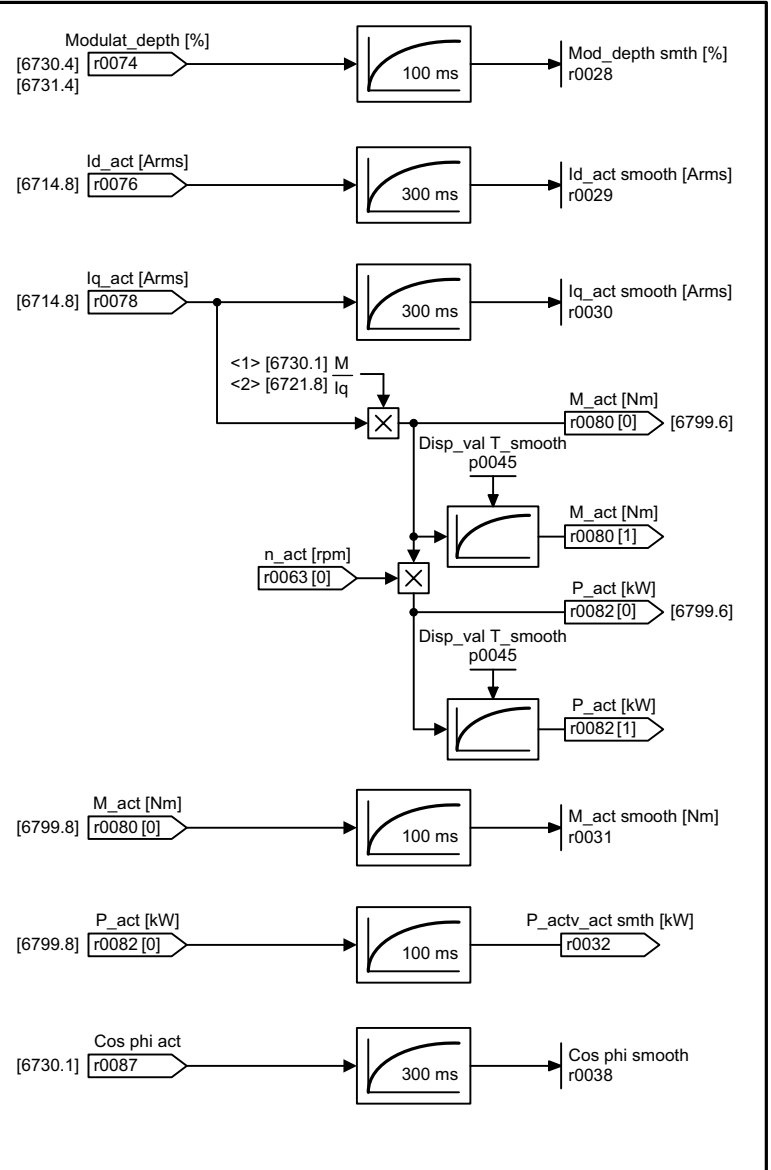 Modulat_depth [%]
[6730.4] r0074
[6731.4]
100 ms
Mod_depth smth [%]
r0028
Id_act [Arms]
[6714.8] r0076
300 ms
Id_act smooth [Arms]
r0029
Iq_act [Arms]
[6714.8] r0078
300 ms
Iq_act smooth [Arms]
r0030
<1> [6730.1] M
<2> [6721.8] Iq
M_act [Nm]
r0080 [0] [6799.6]
Disp_val T_smooth
p0045
M_act [Nm]
r0080 [1]
n_act [rpm]
r0063 [0]
P_act [kW]
r0082 [0] [6799.6]
Disp_val T_smooth
p0045
P_act [kW]
r0082 [1]
M_act [Nm]
[6799.8] r0080 [0]
100 ms
M_act smooth [Nm]
r0031
P_act [kW]
[6799.8] r0082 [0]
100 ms
P_actv_act smth [kW]
r0032
Cos phi act
[6730.1] r0087
300 ms
Cos phi smooth
r0038